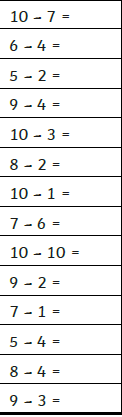 10 – 7 =
6 – 4 =
5 – 2 =
9 – 4 =
10 – 3 =
8 – 2 =
10 – 1 =
7 – 6 =
10 – 10 =
9 – 2 =
7 – 1 =
5 – 4 =
8 – 4 =
9 – 3 =